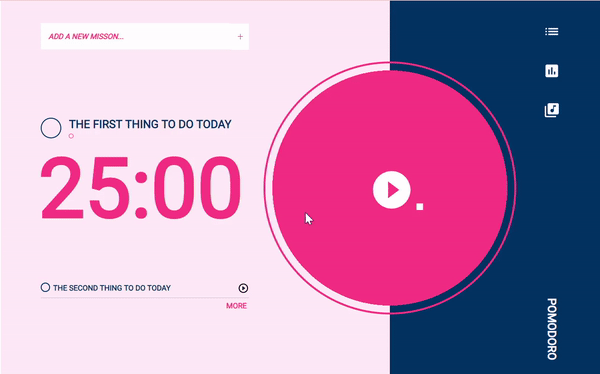 ADD A NEW MISSON...
+
THE FIRST THING TO DO TODAY
25:00
THE SECOND THING TO DO TODAY
MORE
POMODORO